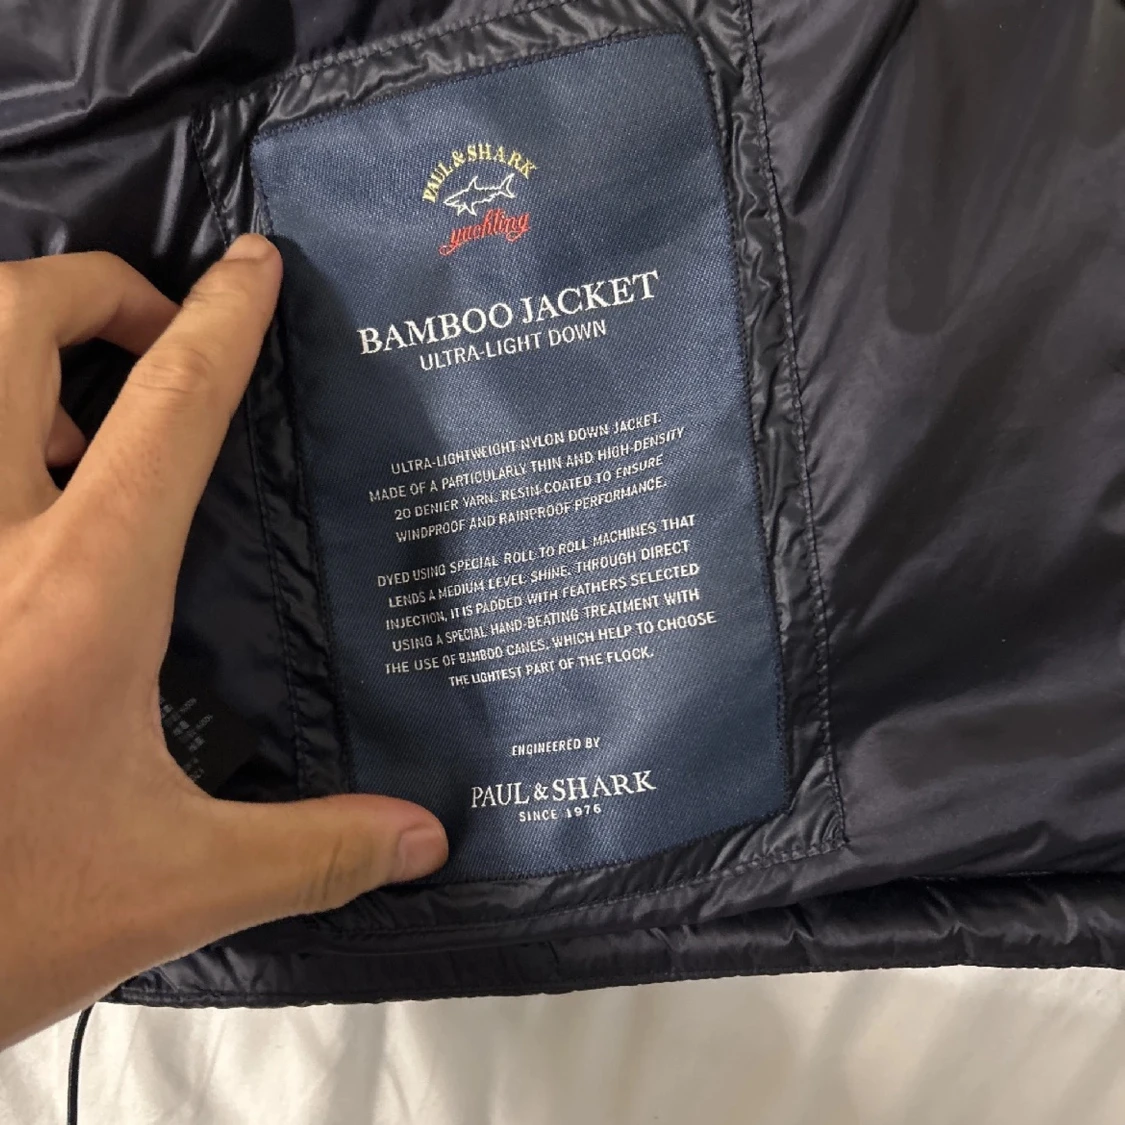 PAUL & SHARK
yachting
BAMBOO JACKET
ULTRA-LIGHT DOWN
ULTRA-LIGHTWEIGHT NYLON DOWN JACKET.
MADE OF A PARTICULARLY THIN AND HIGH-DENSITY
20 DENIER YARN. RESIN-COATED TO ENSURE
WINDPROOF AND RAINPROOF PERFORMANCE.
DYED USING SPECIAL ROLL TO ROLL MACHINES THAT
LENDS A MEDIUM LEVEL SHINE. THROUGH DIRECT
INJECTION, IT IS PADDED WITH FEATHERS SELECTED
USING A SPECIAL HAND-BEATING TREATMENT WITH
THE USE OF BAMBOO CANES, WHICH HELP TO CHOOSE
THE LIGHTEST PART OF THE FLOCK.
ENGINEERED BY
PAUL & SHARK
SINCE 1976